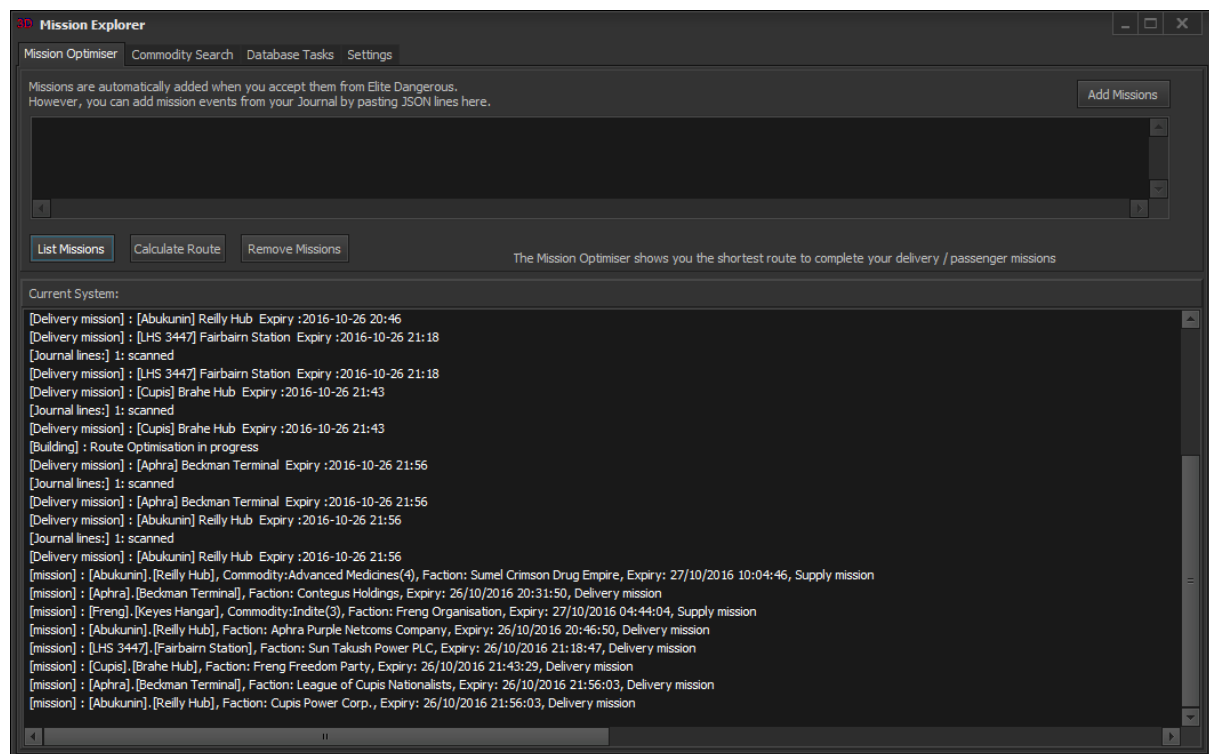 3D Mission Explorer
Mission Optimiser Commodity Search Database Tasks Settings
Missions are automatically added when you accept them from Elite Dangerous.
However, you can add mission events from your Journal by pasting JSON lines here.
Add Missions
List Missions Calculate Route Remove Missions
The Mission Optimiser shows you the shortest route to complete your delivery / passenger missions
Current System:
[Delivery mission] : [Abukunin] Reilly Hub Expiry :2016-10-26 20:46
[Delivery mission] : [LHS 3447] Fairbairn Station Expiry :2016-10-26 21:18
[Journal lines:] 1: scanned
[Delivery mission] : [LHS 3447] Fairbairn Station Expiry :2016-10-26 21:18
[Delivery mission] : [Cupis] Brahe Hub Expiry :2016-10-26 21:43
[Journal lines:] 1: scanned
[Delivery mission] : [Cupis] Brahe Hub Expiry :2016-10-26 21:43
[Building] : Route Optimisation in progress
[Delivery mission] : [Aphra] Beckman Terminal Expiry :2016-10-26 21:56
[Journal lines:] 1: scanned
[Delivery mission] : [Aphra] Beckman Terminal Expiry :2016-10-26 21:56
[Delivery mission] : [Abukunin] Reilly Hub Expiry :2016-10-26 21:56
[Journal lines:] 1: scanned
[Delivery mission] : [Abukunin] Reilly Hub Expiry :2016-10-26 21:56
[mission] : [Abukunin].[Reilly Hub], Commodity:Advanced Medicines(4), Faction: Sumel Crimson Drug Empire, Expiry: 27/10/2016 10:04:46, Supply mission
[mission] : [Aphra].[Beckman Terminal], Faction: Contegus Holdings, Expiry: 26/10/2016 20:31:50, Delivery mission
[mission] : [Freng].[Keyes Hangar], Commodity:Indite(3), Faction: Freng Organisation, Expiry: 27/10/2016 04:44:04, Supply mission
[mission] : [Abukunin].[Reilly Hub], Faction: Aphra Purple Netcoms Company, Expiry: 26/10/2016 20:46:50, Delivery mission
[mission] : [LHS 3447].[Fairbairn Station], Faction: Sun Takush Power PLC, Expiry: 26/10/2016 21:18:47, Delivery mission
[mission] : [Cupis].[Brahe Hub], Faction: Freng Freedom Party, Expiry: 26/10/2016 21:43:29, Delivery mission
[mission] : [Aphra].[Beckman Terminal], Faction: League of Cupis Nationalists, Expiry: 26/10/2016 21:56:03, Delivery mission
[mission] : [Abukunin].[Reilly Hub], Faction: Cupis Power Corp., Expiry: 26/10/2016 21:56:03, Delivery mission